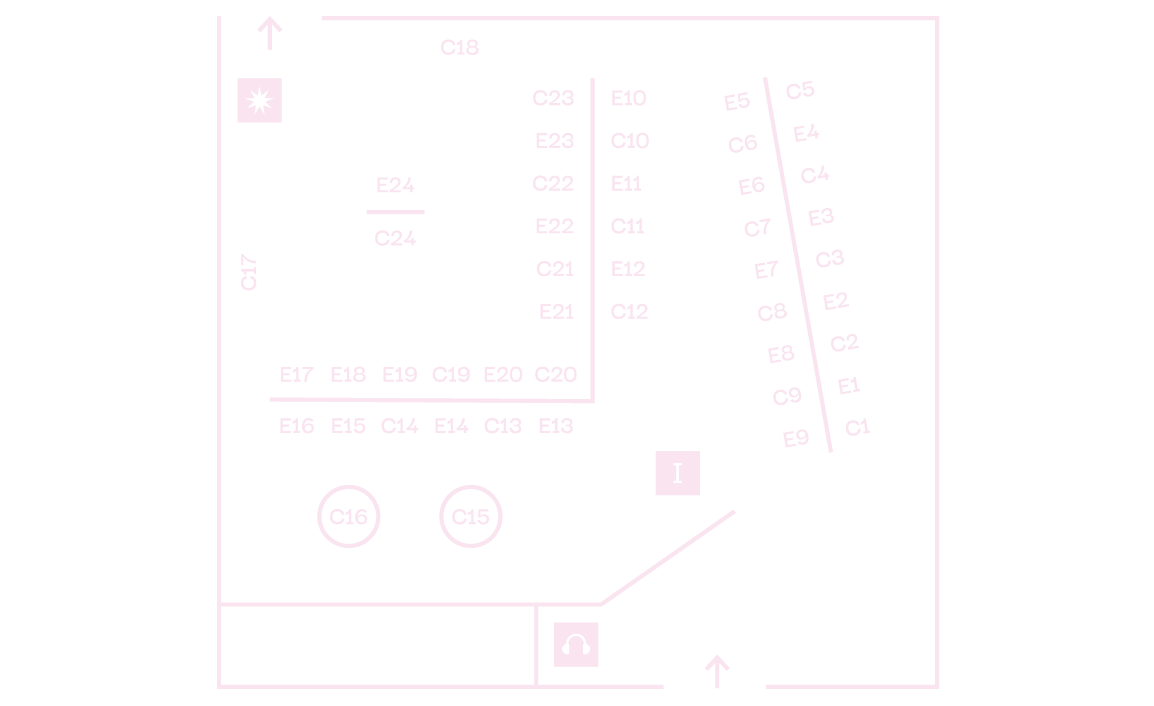 C18
C23 E10 E5 C5
E23 C10 C6 E4
C22 E11 E6 C4
E24
E22 C11 C7 E3
C24
C17
C21 E12 E7 C3
E21 C12 C8 E2
E8 C2
E17 E18 E19 C19 E20 C20
C9 E1
E16 E15 C14 E14 C13 E13
E9 C1
I
C16 C15